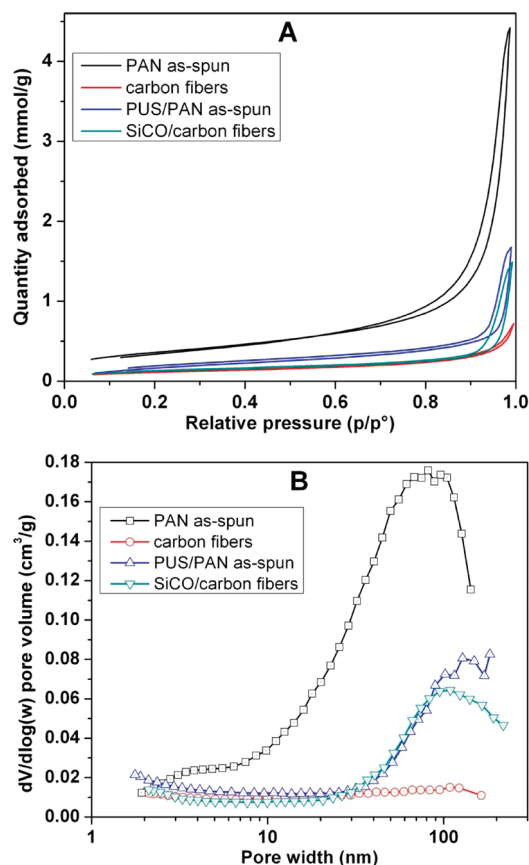 A
PAN as-spun
carbon fibers
PUS/PAN as-spun
SiCO/carbon fibers
Quantity adsorbed (mmol/g)
4
3
2
1
0
0.0 0.2 0.4 0.6 0.8 1.0
Relative pressure (p/p°)
B
PAN as-spun
carbon fibers
PUS/PAN as-spun
SiCO/carbon fibers
dV/dlog(w) pore volume (cm³/g)
0.18
0.16
0.14
0.12
0.10
0.08
0.06
0.04
0.02
0.00
1 10 100
Pore width (nm)